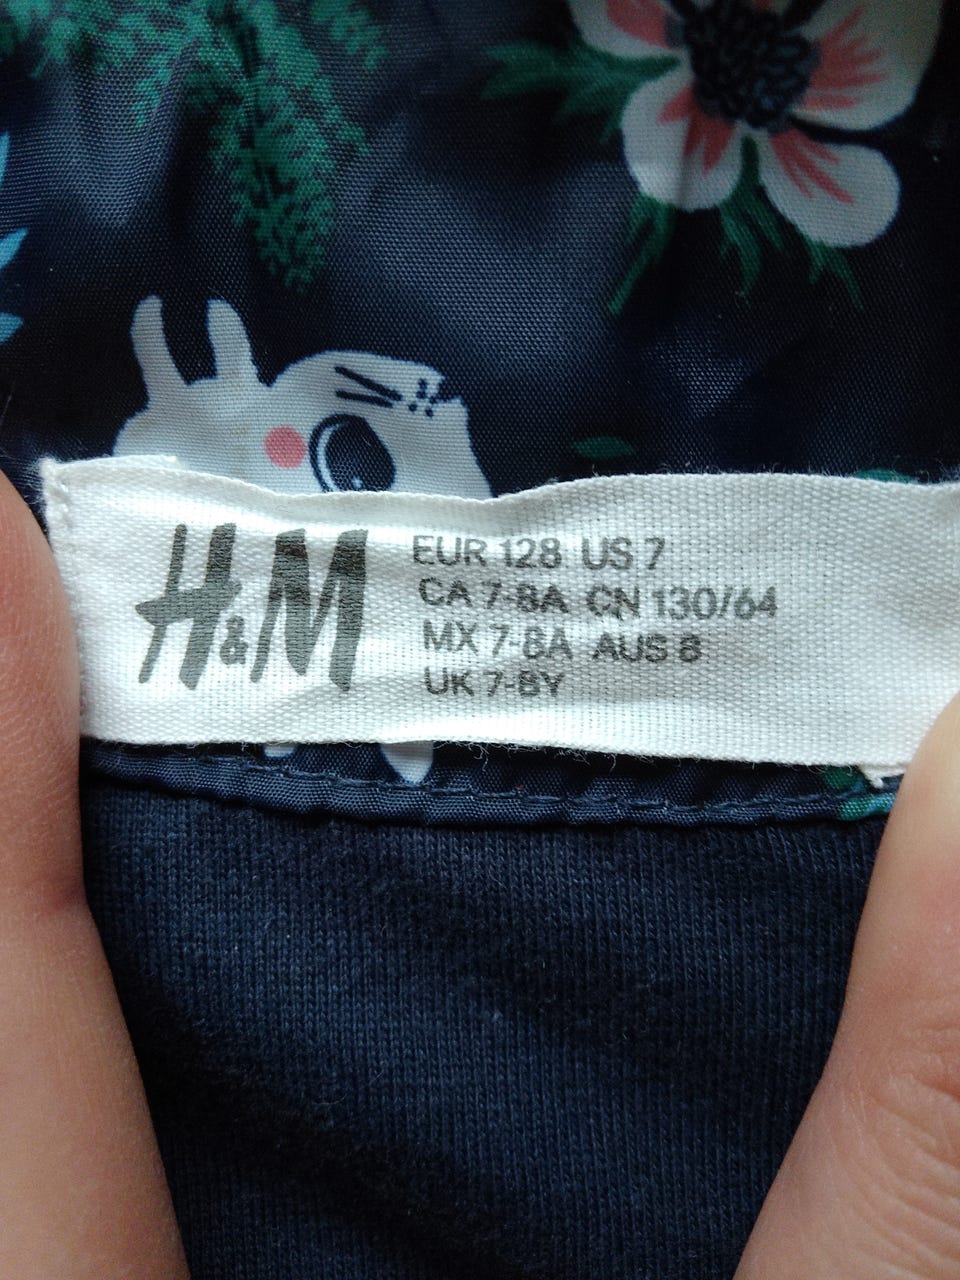 H&M
EUR 128 US 7
CA 7-8A CN 130/64
MX 7-8A AUS 8
UK 7-8Y